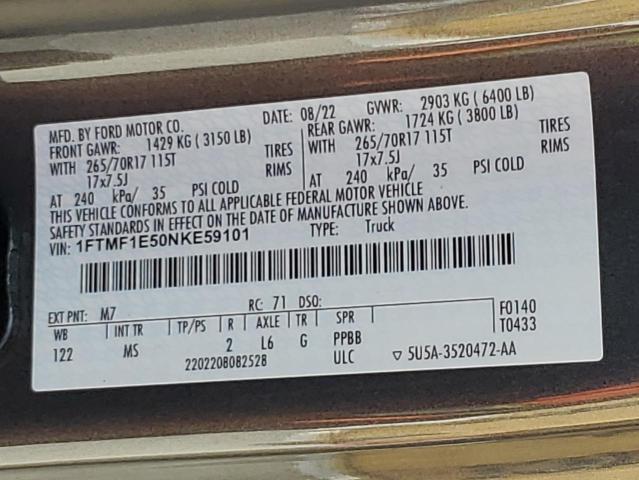 MFD. BY FORD MOTOR CO.
DATE: 08/22 GVWR: 2903 KG ( 6400 LB)
FRONT GAWR: 1429 KG ( 3150 LB) REAR GAWR: 1724 KG ( 3800 LB)
WITH 265/70R17 115T TIRES WITH 265/70R17 115T TIRES
17x7.5J RIMS 17x7.5J RIMS
AT 240 kPa/ 35 PSI COLD AT 240 kPa/ 35 PSI COLD
THIS VEHICLE CONFORMS TO ALL APPLICABLE FEDERAL MOTOR VEHICLE
SAFETY STANDARDS IN EFFECT ON THE DATE OF MANUFACTURE SHOWN ABOVE.
VIN: 1FTMF1E50NKE59101 TYPE: Truck
EXT PNT: M7 RC: 71 DSO:
WB INT TR TP/PS R AXLE TR SPR F0140
122 MS 2 L6 G PPBB T0433
2202208082528 ULC ▽ 5U5A-3520472-AA